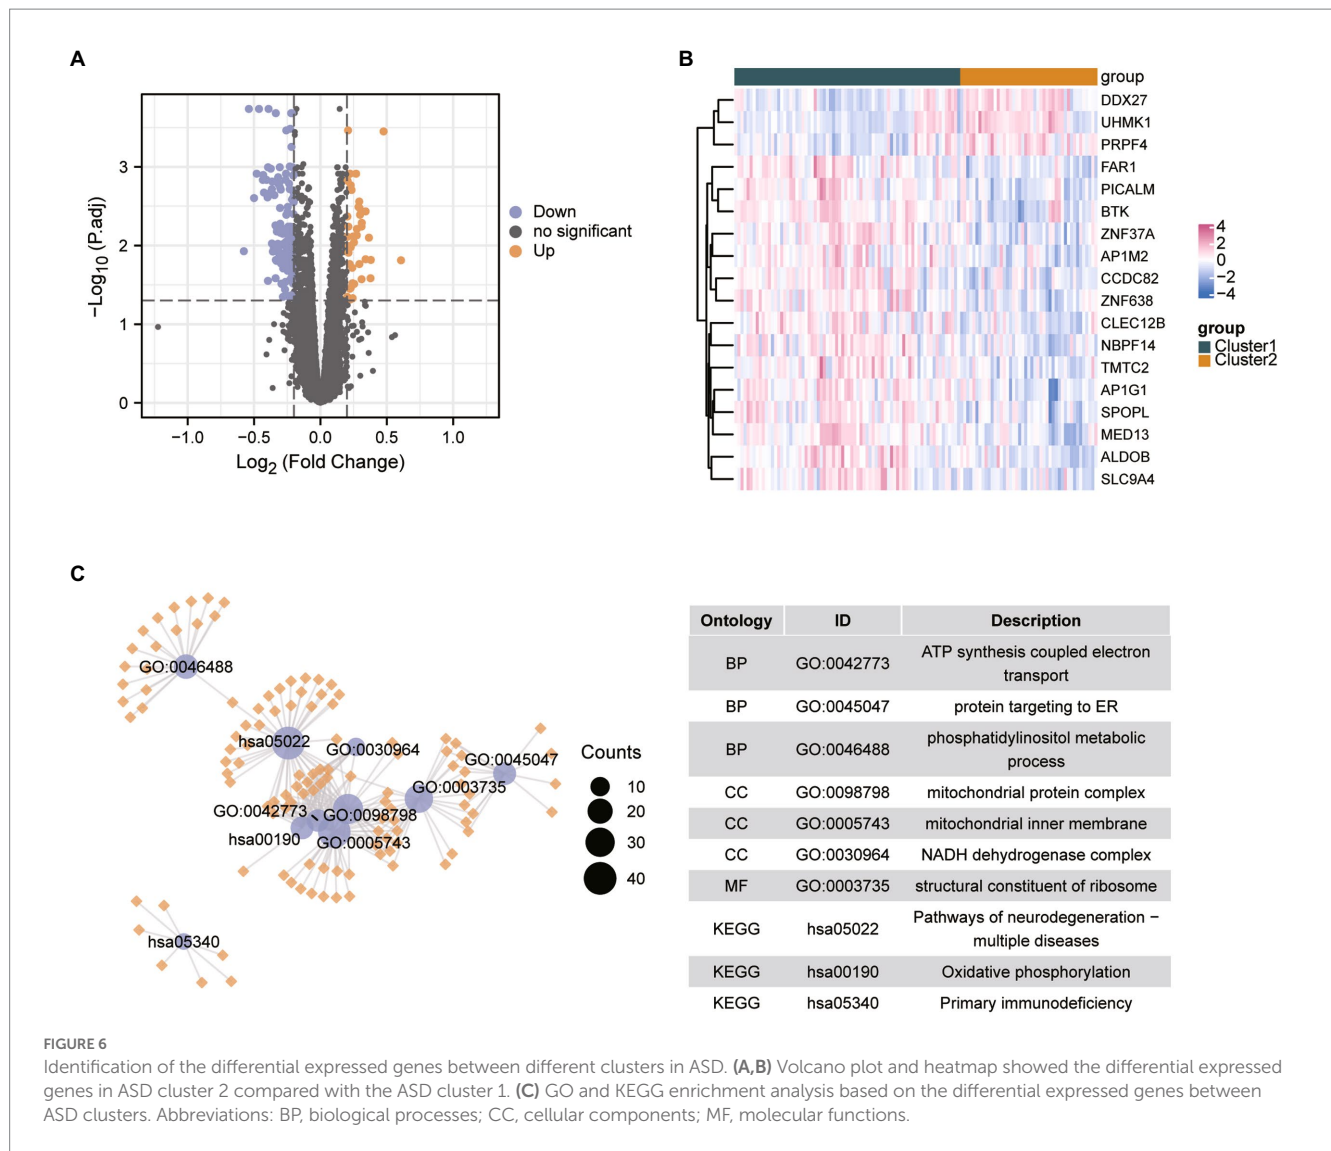 A
−Log10 (P.adj)
3
2
1
0
−1.0 −0.5 0.0 0.5 1.0
Log2 (Fold Change)
Down
no significant
Up
B
group
DDX27
UHMK1
PRPF4
FAR1
PICALM
BTK
ZNF37A
AP1M2
CCDC82
ZNF638
CLEC12B
NBPF14
TMTC2
AP1G1
SPOPL
MED13
ALDOB
SLC9A4
4
2
0
−2
−4
group
Cluster1
Cluster2
C
GO:0046488
hsa05022
GO:0030964
GO:0045047
GO:0003735
GO:0042773
GO:0098798
hsa00190
GO:0005743
hsa05340
Counts
10
20
30
40
Ontology ID Description
BP GO:0042773 ATP synthesis coupled electron
transport
BP GO:0045047 protein targeting to ER
BP GO:0046488 phosphatidylinositol metabolic
process
CC GO:0098798 mitochondrial protein complex
CC GO:0005743 mitochondrial inner membrane
CC GO:0030964 NADH dehydrogenase complex
MF GO:0003735 structural constituent of ribosome
KEGG hsa05022 Pathways of neurodegeneration −
multiple diseases
KEGG hsa00190 Oxidative phosphorylation
KEGG hsa05340 Primary immunodeficiency
FIGURE 6
Identification of the differential expressed genes between different clusters in ASD. (A,B) Volcano plot and heatmap showed the differential expressed
genes in ASD cluster 2 compared with the ASD cluster 1. (C) GO and KEGG enrichment analysis based on the differential expressed genes between
ASD clusters. Abbreviations: BP, biological processes; CC, cellular components; MF, molecular functions.